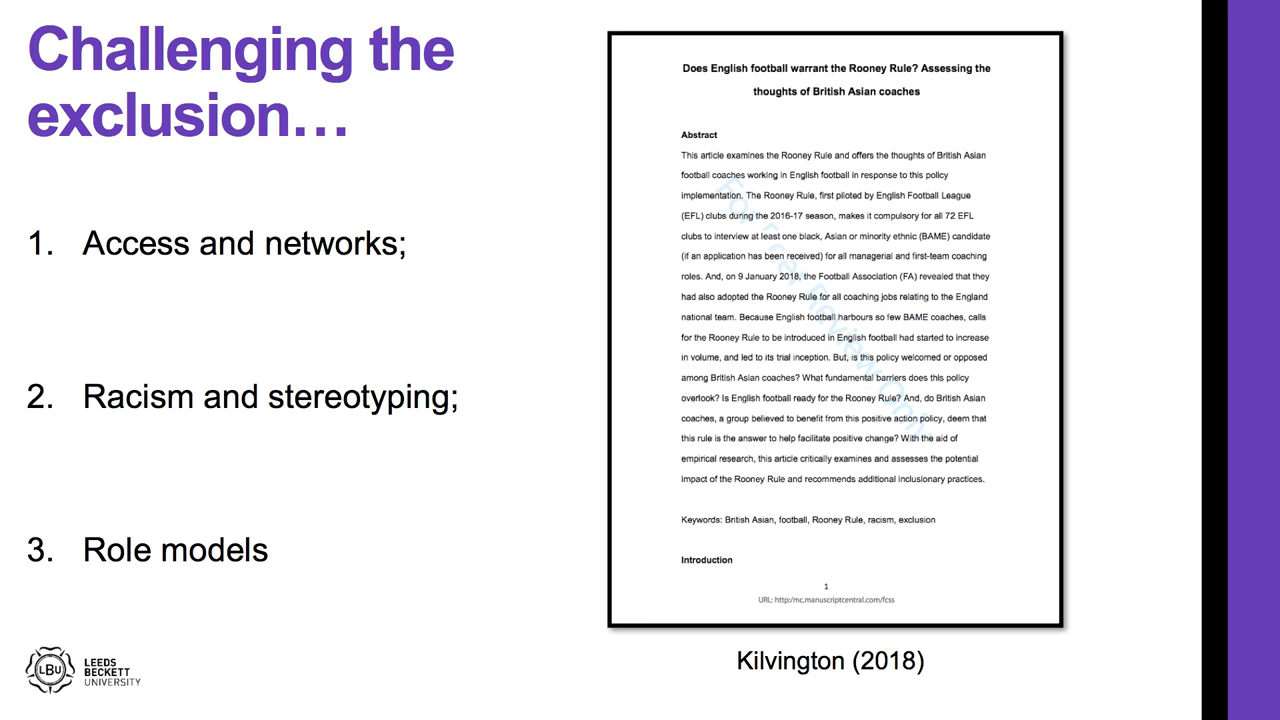 Challenging the
exclusion…
1. Access and networks;
2. Racism and stereotyping;
3. Role models
LBU
LEEDS
BECKETT
UNIVERSITY
Does English football warrant the Rooney Rule? Assessing the
thoughts of British Asian coaches
Abstract
This article examines the Rooney Rule and offers the thoughts of British Asian
football coaches working in English football in response to this policy
implementation. The Rooney Rule, first piloted by English Football League
(EFL) clubs during the 2016-17 season, makes it compulsory for all 72 EFL
clubs to interview at least one black, Asian or minority ethnic (BAME) candidate
(if an application has been received) for all managerial and first-team coaching
roles. And, on 9 January 2018, the Football Association (FA) revealed that they
had also adopted the Rooney Rule for all coaching jobs relating to the England
national team. Because English football harbours so few BAME coaches, calls
for the Rooney Rule to be introduced in English football had started to increase
in volume, and led to its trial inception. But, is this policy welcomed or opposed
among British Asian coaches? What fundamental barriers does this policy
overlook? Is English football ready for the Rooney Rule? And, do British Asian
coaches, a group believed to benefit from this positive action policy, deem that
this rule is the answer to help facilitate positive change? With the aid of
empirical research, this article critically examines and assesses the potential
impact of the Rooney Rule and recommends additional inclusionary practices.
Keywords: British Asian, football, Rooney Rule, racism, exclusion
Introduction
1
URL: http:/mc.manuscriptcentral.com/fcss
For Peer Review Only
Kilvington (2018)